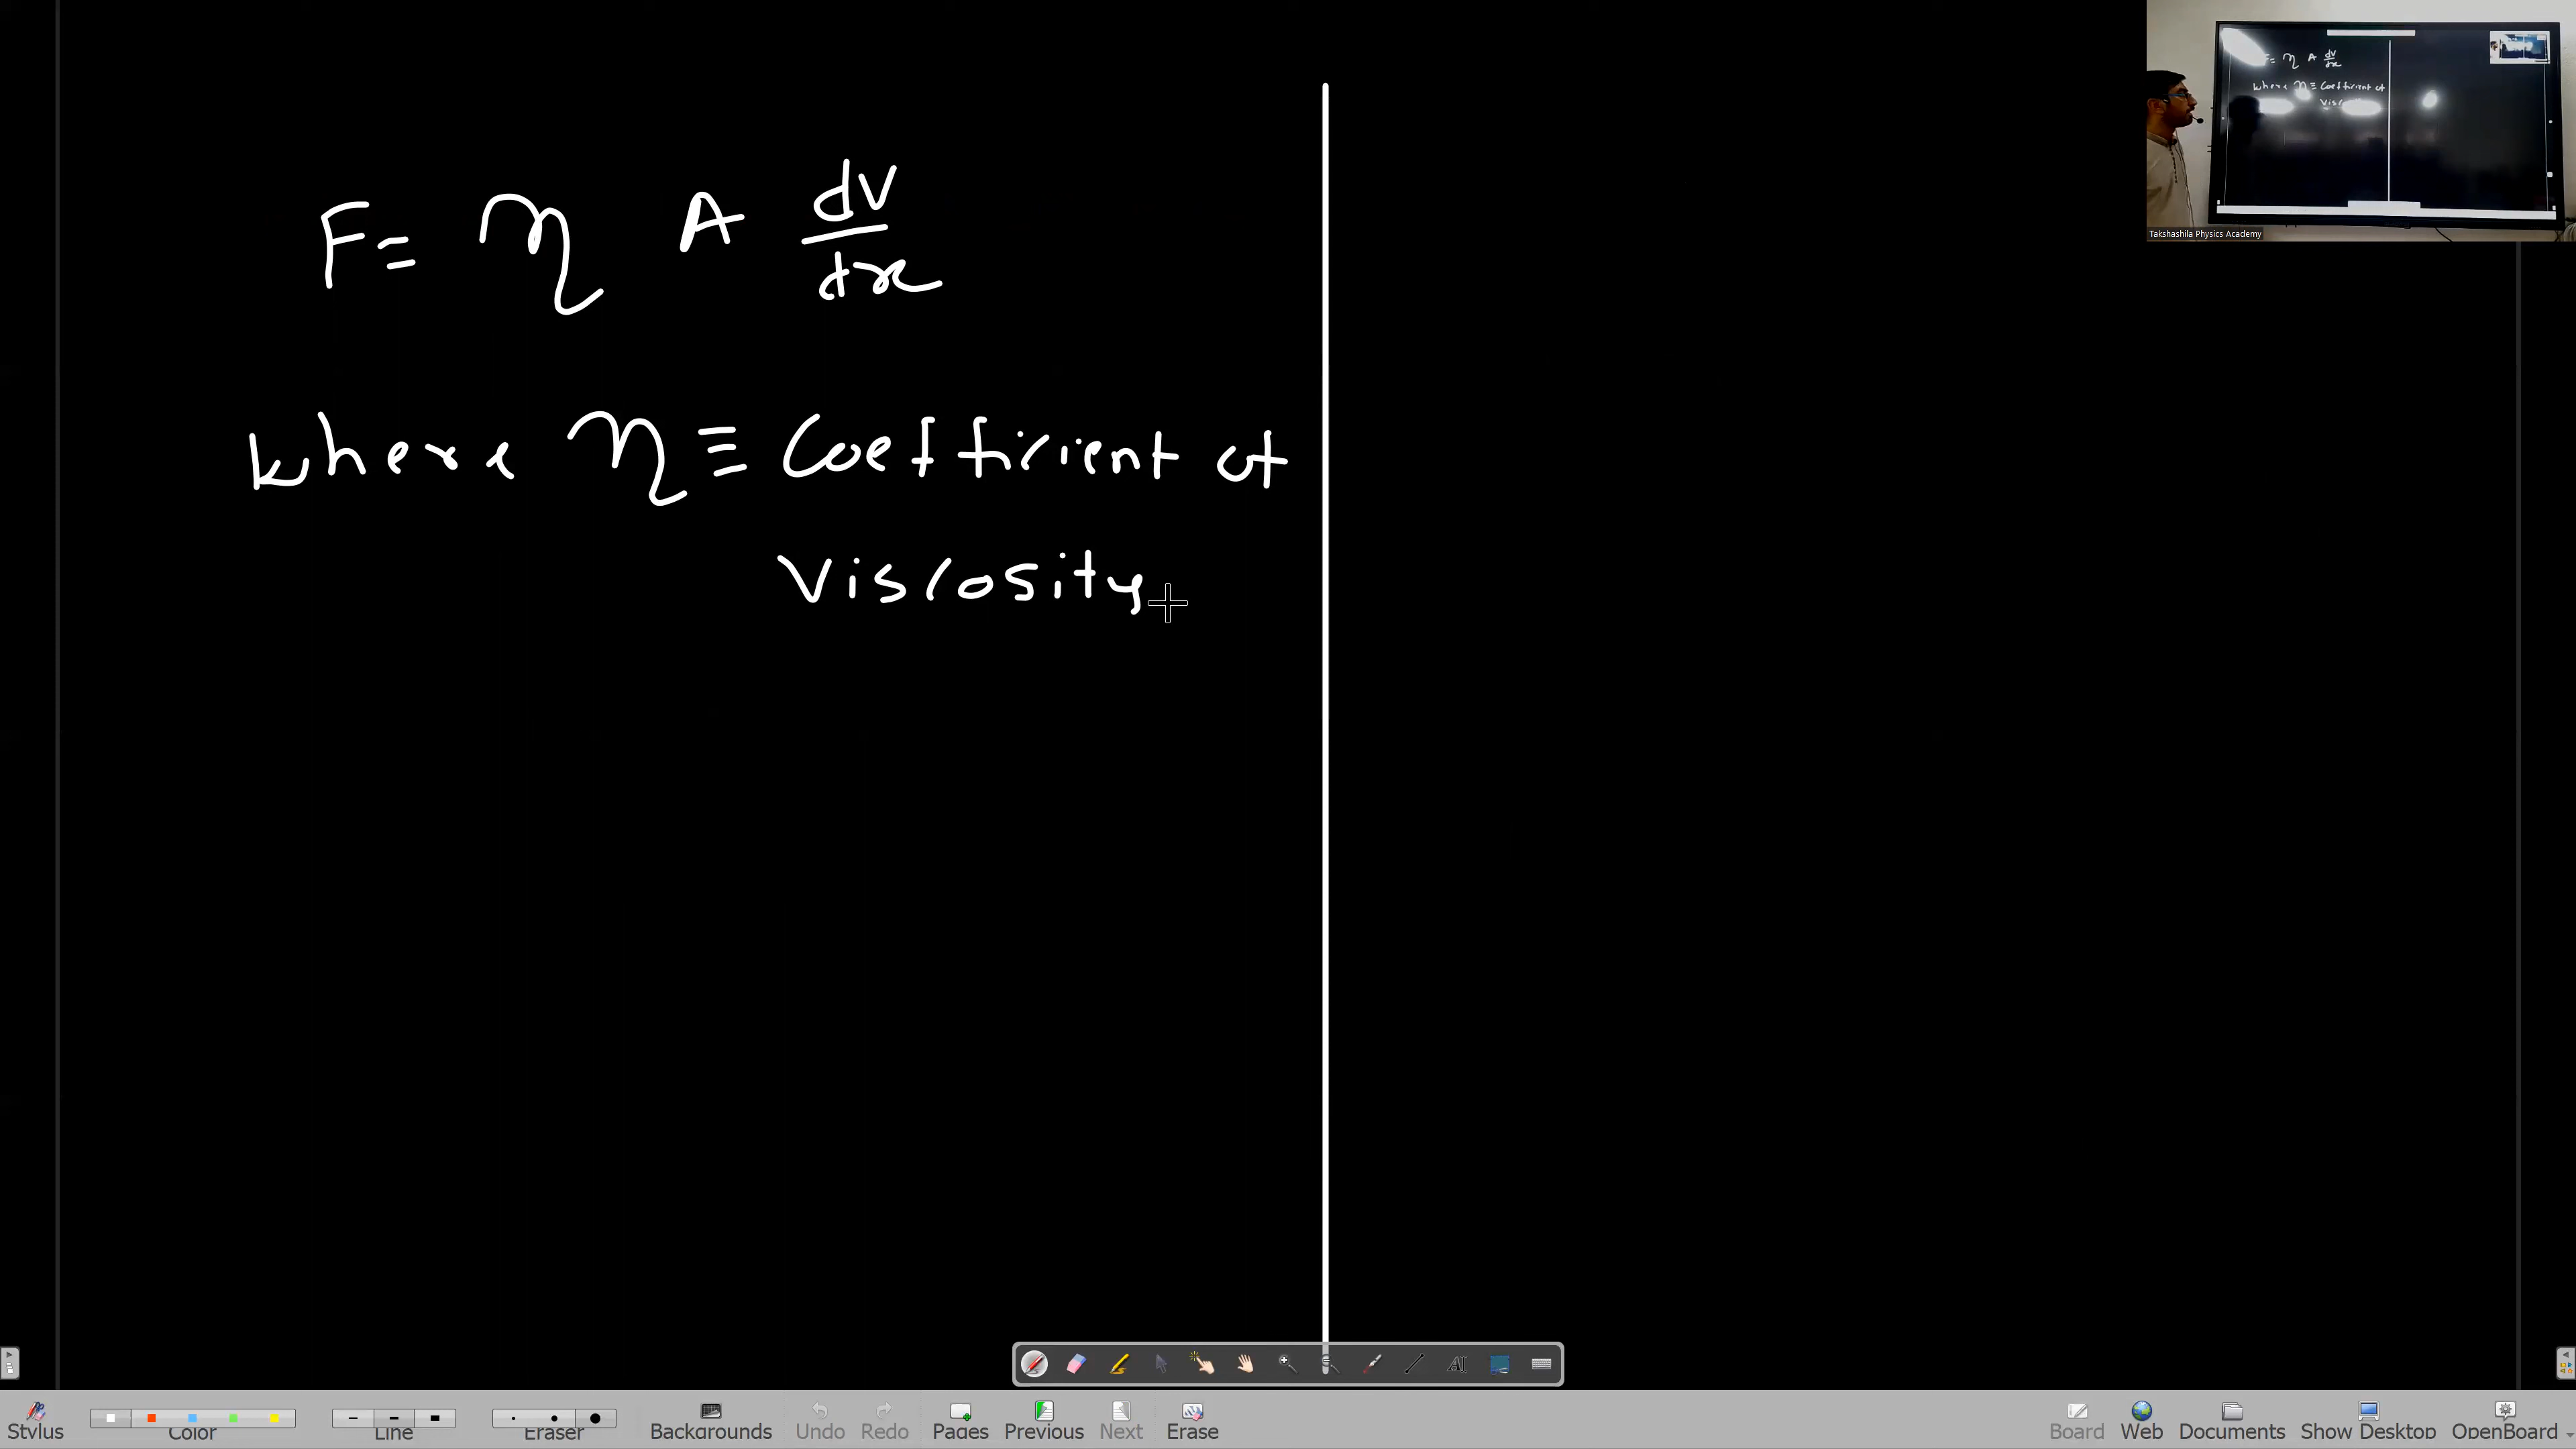 F = η A dv/dx
where η ≡ Coefficient of
Viscosity
Takshashila Physics Academy
Stylus
Color
Line
Eraser
Backgrounds
Undo
Redo
Pages
Previous
Next
Erase
Board
Web
Documents
Show Desktop
OpenBoard